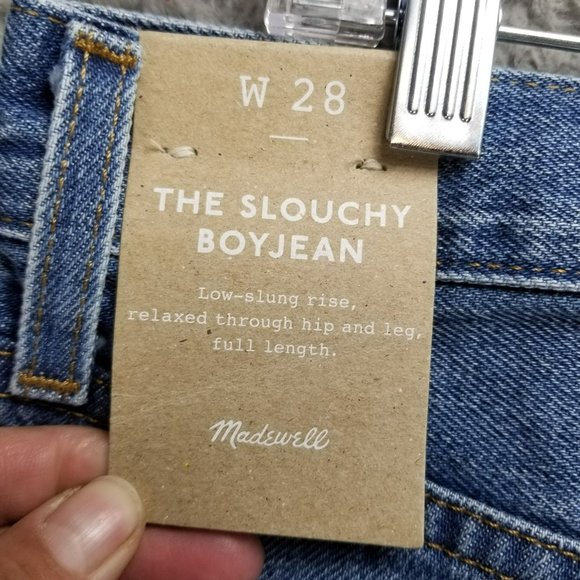 W 28
THE SLOUCHY
BOYJEAN
Low-slung rise,
relaxed through hip and leg,
full length.
Madewell